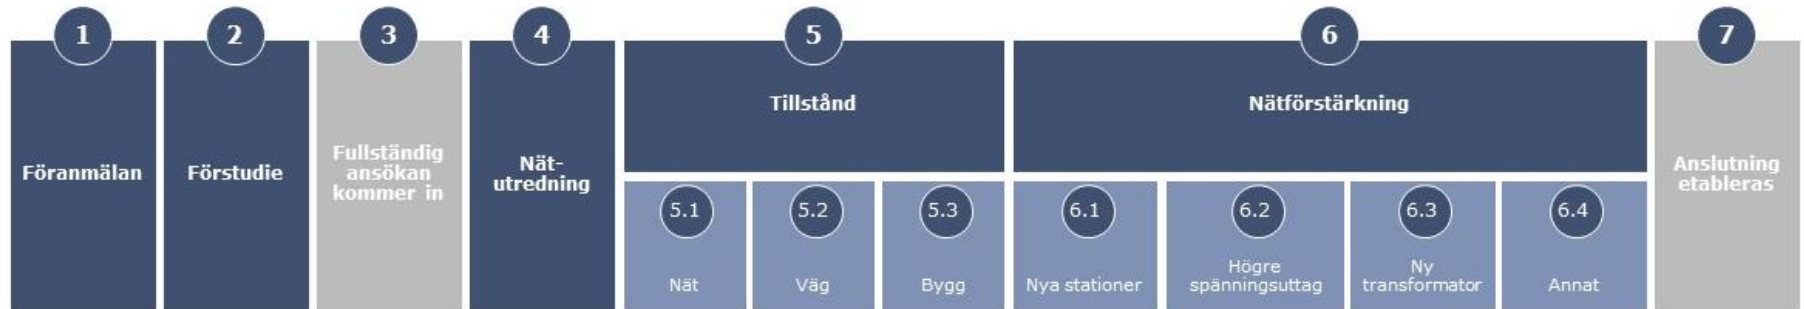 1
Föranmälan
2
Förstudie
3
Fullständig
ansökan
kommer in
4
Nät-
utredning
5
Tillstånd
5.1
Nät
5.2
Väg
5.3
Bygg
6
Nätförstärkning
6.1
Nya stationer
6.2
Högre
spänningsuttag
6.3
Ny
transformator
6.4
Annat
7
Anslutning
etableras